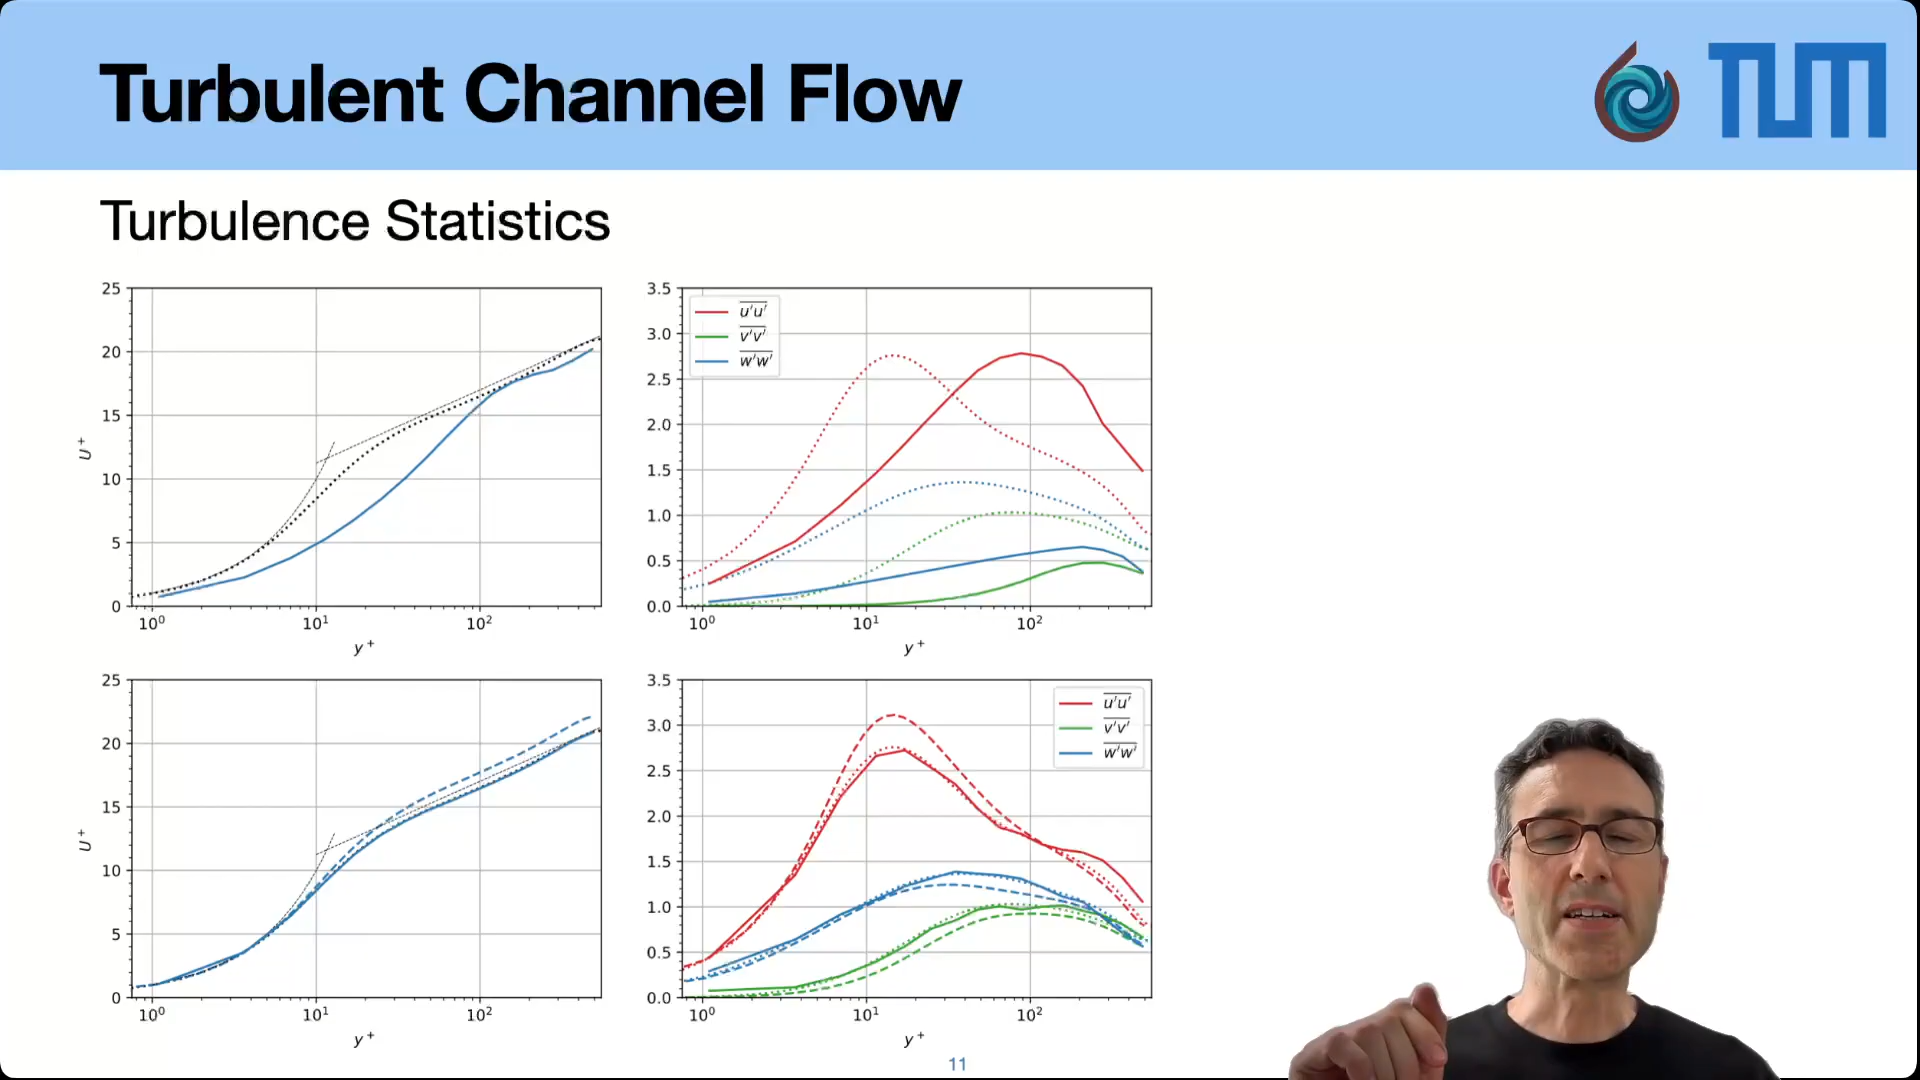 Turbulent Channel Flow
TUM
Turbulence Statistics
25
20
15
10
5
0
U⁺
10⁰
10¹
10²
y⁺
3.5
3.0
2.5
2.0
1.5
1.0
0.5
0.0
u'u'
v'v'
w'w'
10⁰
10¹
10²
y⁺
25
20
15
10
5
0
U⁺
10⁰
10¹
10²
y⁺
3.5
3.0
2.5
2.0
1.5
1.0
0.5
0.0
u'u'
v'v'
w'w'
10⁰
10¹
10²
y⁺
11